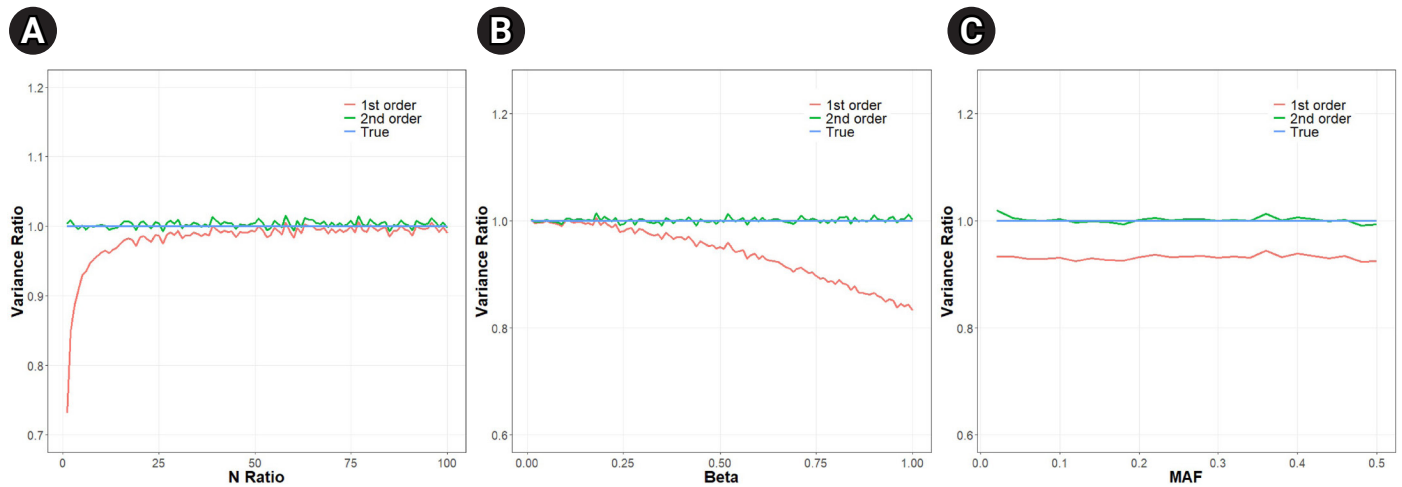 A
1.2
1.1
1.0
0.9
0.8
0.7
Variance Ratio
1st order
2nd order
True
0
25
50
75
100
N Ratio
B
1.2
1.0
0.8
0.6
Variance Ratio
1st order
2nd order
True
0.00
0.25
0.50
0.75
1.00
Beta
C
1.2
1.0
0.8
0.6
Variance Ratio
1st order
2nd order
True
0.0
0.1
0.2
0.3
0.4
0.5
MAF